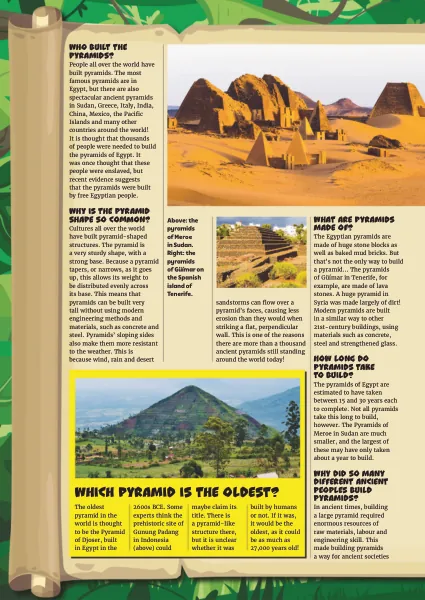 WHO BUILT THE
PYRAMIDS?
People all over the world have
built pyramids. The most
famous pyramids are in
Egypt, but there are also
spectacular ancient pyramids
in Sudan, Greece, Italy, India,
China, Mexico, the Pacific
Islands and many other
countries around the world!
It is thought that thousands
of people were needed to build
the pyramids of Egypt. It
was once thought that these
people were enslaved, but
recent evidence suggests
that the pyramids were built
by free Egyptian people.
WHY IS THE PYRAMID
SHAPE SO COMMON?
Cultures all over the world
have built pyramid-shaped
structures. The pyramid is
a very sturdy shape, with a
strong base. Because a pyramid
tapers, or narrows, as it goes
up, this allows its weight to
be distributed evenly across
its base. This means that
pyramids can be built very
tall without using modern
engineering methods and
materials, such as concrete and
steel. Pyramids' sloping sides
also make them more resistant
to the weather. This is
because wind, rain and desert
Above: the
pyramids
of Meroe
in Sudan.
Right: the
pyramids
of Güímar on
the Spanish
island of
Tenerife.
sandstorms can flow over a
pyramid's faces, causing less
erosion than they would when
striking a flat, perpendicular
wall. This is one of the reasons
there are more than a thousand
ancient pyramids still standing
around the world today!
WHAT ARE PYRAMIDS
MADE OF?
The Egyptian pyramids are
made of huge stone blocks as
well as baked mud bricks. But
that's not the only way to build
a pyramid... The pyramids
of Güímar in Tenerife, for
example, are made of lava
stones. A huge pyramid in
Syria was made largely of dirt!
Modern pyramids are built
in a similar way to other
21st-century buildings, using
materials such as concrete,
steel and strengthened glass.
HOW LONG DO
PYRAMIDS TAKE
TO BUILD?
The pyramids of Egypt are
estimated to have taken
between 15 and 30 years each
to complete. Not all pyramids
take this long to build,
however. The Pyramids of
Meroe in Sudan are much
smaller, and the largest of
these may have only taken
about a year to build.
WHY DID SO MANY
DIFFERENT ANCIENT
PEOPLES BUILD
PYRAMIDS?
In ancient times, building
a large pyramid required
enormous resources of
raw materials, labour and
engineering skill. This
made building pyramids
a way for ancient societies
WHICH PYRAMID IS THE OLDEST?
The oldest
pyramid in the
world is thought
to be the Pyramid
of Djoser, built
in Egypt in the
2600s BCE. Some
experts think the
prehistoric site of
Gunung Padang
in Indonesia
(above) could
maybe claim its
title. There is
a pyramid-like
structure there,
but it is unclear
whether it was
built by humans
or not. If it was,
it would be the
oldest, as it could
be as much as
27,000 years old!